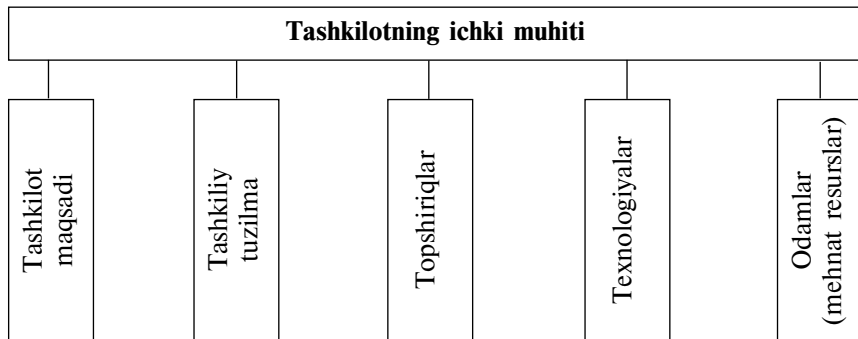 Tashkilotning ichki muhiti
Tashkilot
maqsadi
Tashkiliy
tuzilma
Topshiriqlar
Texnologiyalar
Odamlar
(mehnat resurslar)